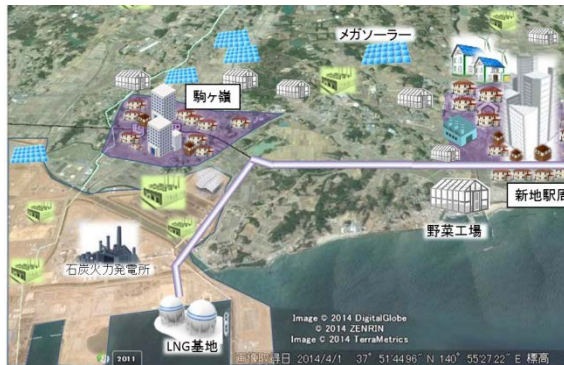 メガソーラー
駒ヶ嶺
新地駅周
野菜工場
石炭火力発電所
LNG基地
Image © 2014 DigitalGlobe
© 2014 ZENRIN
Image © 2014 TerraMetrics
2011
画像取得日 2014/4/1 37° 51'44.96" N 140° 55'27.22" E 標高